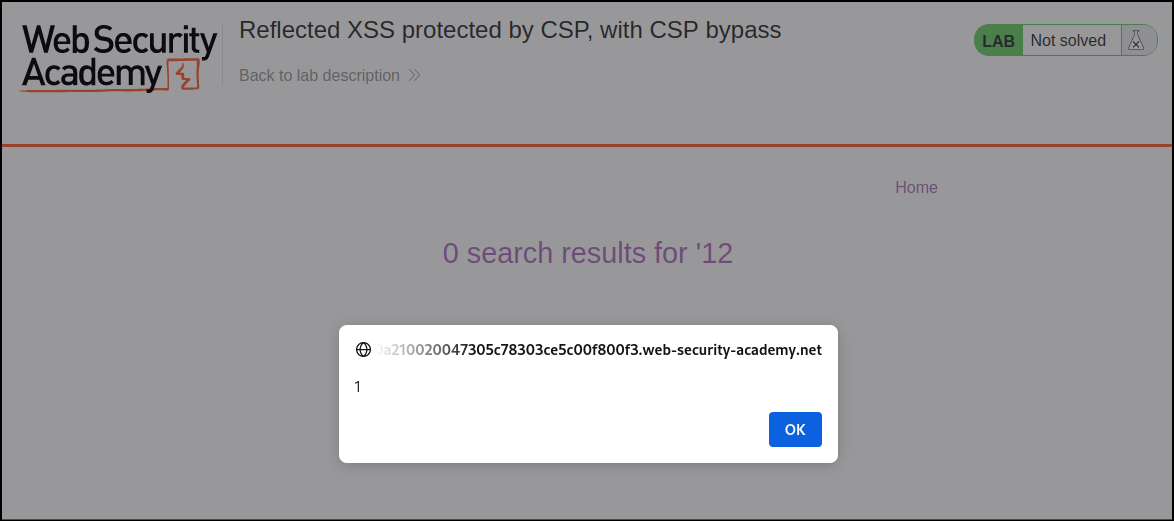 Web Security
Academy
Reflected XSS protected by CSP, with CSP bypass
Back to lab description
LAB Not solved
Home
0 search results for '12
0a210020047305c78303ce5c00f800f3.web-security-academy.net
1
OK